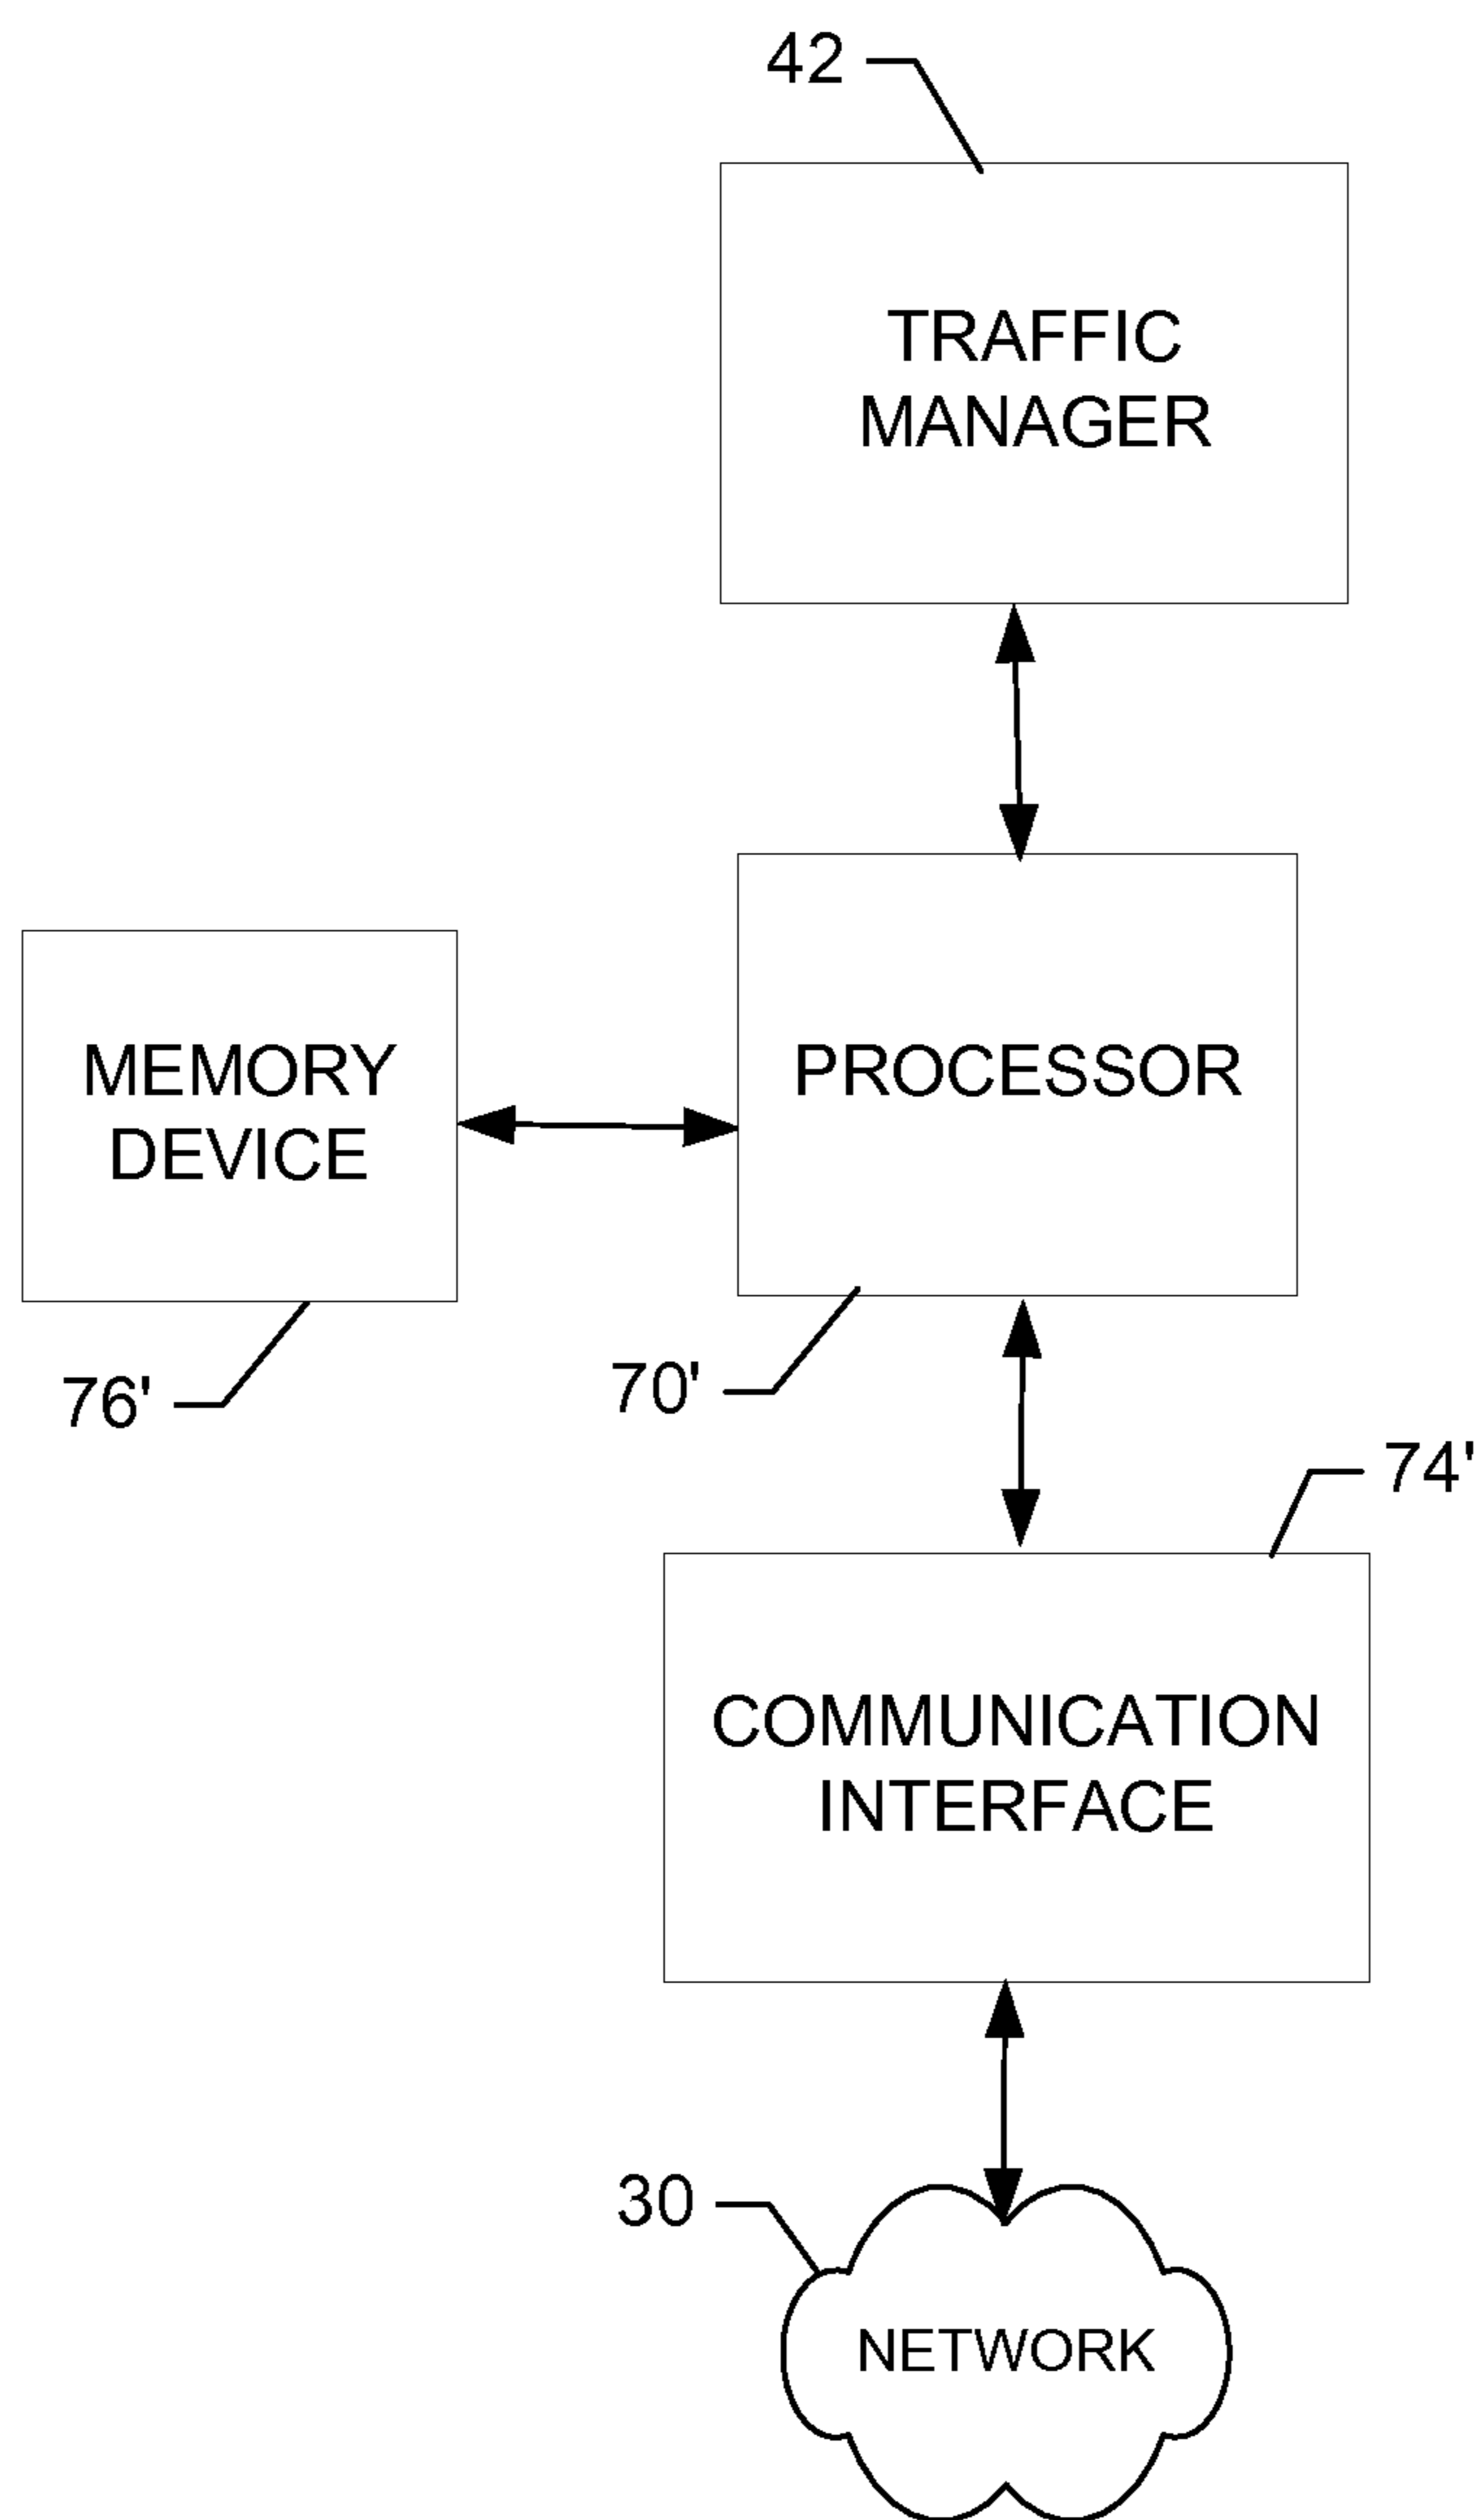 42
TRAFFIC
MANAGER
MEMORY
DEVICE
PROCESSOR
76'
70'
74'
COMMUNICATION
INTERFACE
30
NETWORK